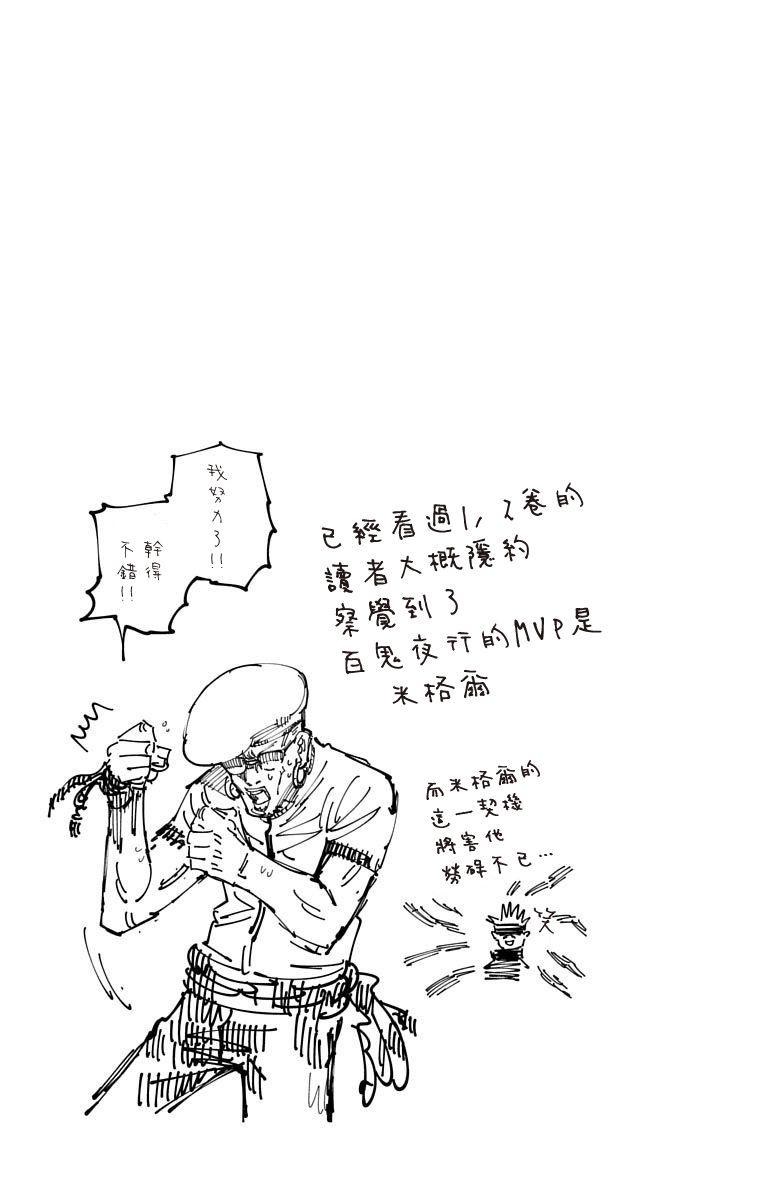 我努力了!!
幹得
不錯!!
已經看過1,2卷的
讀者大概隱約
察覺到了
百鬼夜行的MVP是
米格爾
而米格爾的
這一契機
將害他
勞碌不已…
笑